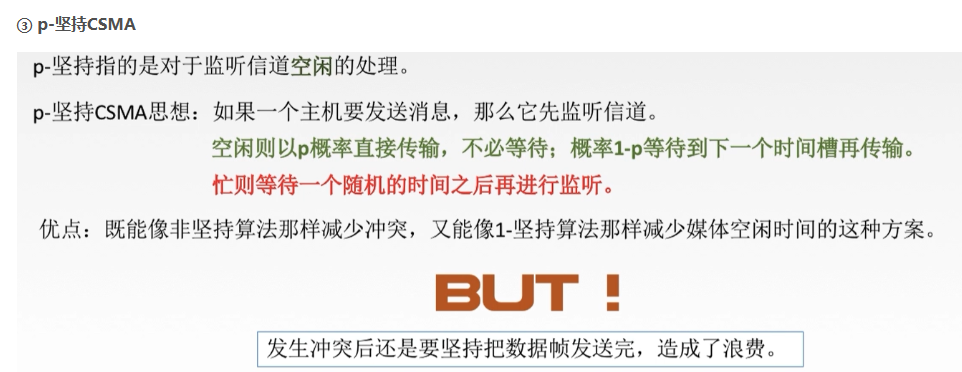 ③ p-坚持CSMA
p-坚持指的是对于监听信道空闲的处理。
p-坚持CSMA思想：如果一个主机要发送消息，那么它先监听信道。
空闲则以p概率直接传输，不必等待；概率1-p等待到下一个时间槽再传输。
忙则等待一个随机的时间之后再进行监听。
优点：既能像非坚持算法那样减少冲突，又能像1-坚持算法那样减少媒体空闲时间的这种方案。
BUT！
发生冲突后还是要坚持把数据帧发送完，造成了浪费。